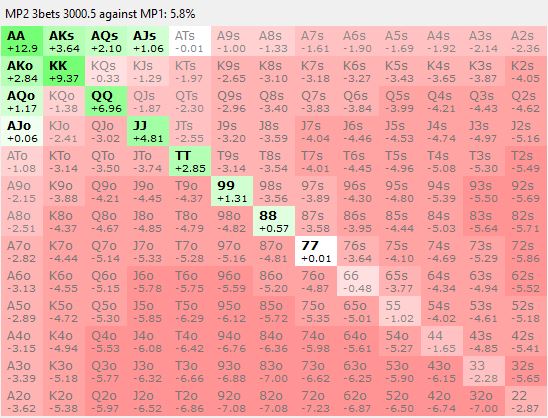 MP2 3bets 3000.5 against MP1: 5.8%
AA AKs AQs AJs ATs A9s A8s A7s A6s A5s A4s A3s A2s
+12.9 +3.64 +2.10 +1.06 -0.01 -1.00 -1.33 -1.61 -1.90 -1.69 -1.92 -2.14 -2.36
AKo KK KQs KJs KTs K9s K8s K7s K6s K5s K4s K3s K2s
+2.84 +9.37 -0.33 -1.29 -1.97 -2.65 -3.10 -3.18 -3.27 -3.43 -3.65 -3.87 -4.05
AQo KQo QQ QJs QTs Q9s Q8s Q7s Q6s Q5s Q4s Q3s Q2s
+1.17 -1.38 +6.96 -1.87 -2.30 -2.96 -3.40 -3.83 -3.84 -3.99 -4.21 -4.43 -4.62
AJo KJo QJo JJ JTs J9s J8s J7s J6s J5s J4s J3s J2s
+0.06 -2.41 -3.02 +4.81 -2.55 -3.20 -3.59 -4.04 -4.46 -4.53 -4.74 -4.97 -5.16
ATo KTo QTo JTo TT T9s T8s T7s T6s T5s T4s T3s T2s
-1.08 -3.14 -3.50 -3.74 +2.85 -3.14 -3.54 -4.01 -4.45 -4.96 -5.08 -5.30 -5.49
A9o K9o Q9o J9o T9o 99 98s 97s 96s 95s 94s 93s 92s
-2.15 -3.88 -4.21 -4.45 -4.37 +1.31 -3.56 -3.89 -4.30 -4.80 -5.39 -5.50 -5.69
A8o K8o Q8o J8o T8o 98o 88 87s 86s 85s 84s 83s 82s
-2.51 -4.37 -4.68 -4.85 -4.79 -4.82 +0.57 -3.58 -3.95 -4.44 -5.03 -5.64 -5.71
A7o K7o Q7o J7o T7o 97o 87o 77 76s 75s 74s 73s 72s
-2.82 -4.44 -5.14 -5.33 -5.28 -5.16 -4.81 +0.01 -3.64 -4.10 -4.69 -5.29 -5.86
A6o K6o Q6o J6o T6o 96o 86o 76o 66 65s 64s 63s 62s
-3.13 -4.55 -5.15 -5.78 -5.75 -5.59 -5.20 -4.87 -0.48 -3.77 -4.34 -4.94 -5.52
A5o K5o Q5o J5o T5o 95o 85o 75o 65o 55 54s 53s 52s
-2.89 -4.72 -5.30 -5.85 -6.29 -6.12 -5.72 -5.35 -5.01 -1.02 -4.02 -4.61 -5.18
A4o K4o Q4o J4o T4o 94o 84o 74o 64o 54o 44 43s 42s
-3.15 -4.94 -5.53 -6.08 -6.42 -6.76 -6.36 -5.98 -5.61 -5.27 -1.65 -4.85 -5.41
A3o K3o Q3o J3o T3o 93o 83o 73o 63o 53o 43o 33 32s
-3.39 -5.18 -5.77 -6.32 -6.66 -6.88 -7.00 -6.62 -6.25 -5.90 -6.15 -2.28 -5.65
A2o K2o Q2o J2o T2o 92o 82o 72o 62o 52o 42o 32o 22
-3.62 -5.38 -5.97 -6.52 -6.86 -7.08 -7.08 -7.23 -6.87 -6.50 -6.74 -7.00 -2.87